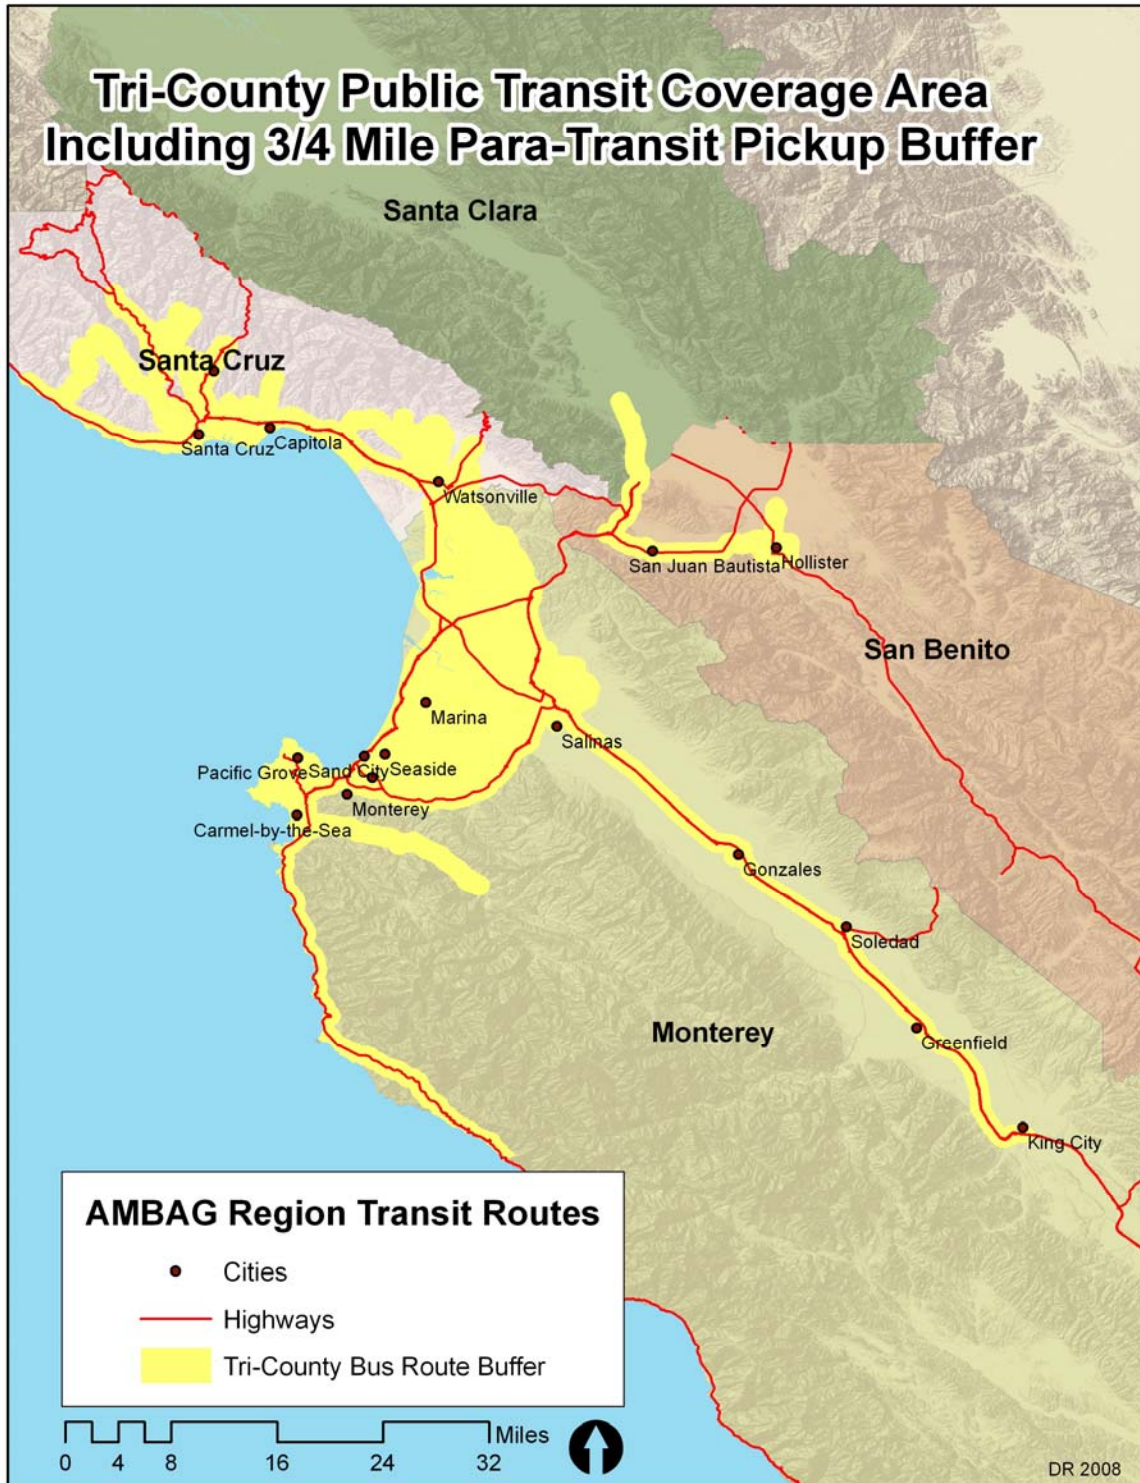 Tri-County Public Transit Coverage Area
Including 3/4 Mile Para-Transit Pickup Buffer
Santa Clara
Santa Cruz
Santa Cruz
Capitola
Watsonville
San Juan Bautista
Hollister
San Benito
Marina
Salinas
Pacific Grove
Sand City
Seaside
Monterey
Carmel-by-the-Sea
Gonzales
Soledad
Monterey
Greenfield
King City
AMBAG Region Transit Routes
Cities
Highways
Tri-County Bus Route Buffer
Miles
0 4 8 16 24 32
DR 2008